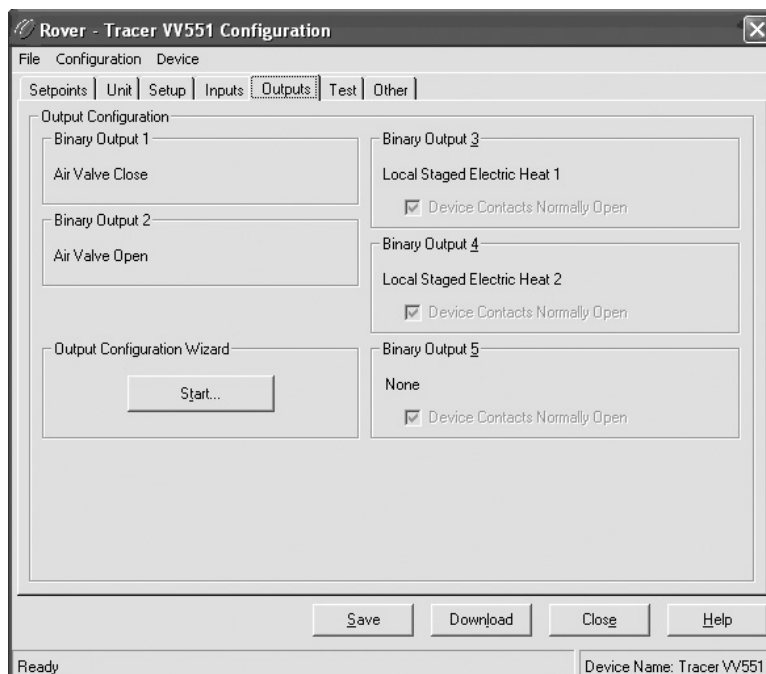 Rover - Tracer VV551 Configuration
File Configuration Device
Setpoints Unit Setup Inputs Outputs Test Other
Output Configuration
Binary Output 1
Air Valve Close
Binary Output 2
Air Valve Open
Output Configuration Wizard
Start...
Binary Output 3
Local Staged Electric Heat 1
Device Contacts Normally Open
Binary Output 4
Local Staged Electric Heat 2
Device Contacts Normally Open
Binary Output 5
None
Device Contacts Normally Open
Save Download Close Help
Ready Device Name: Tracer VV551